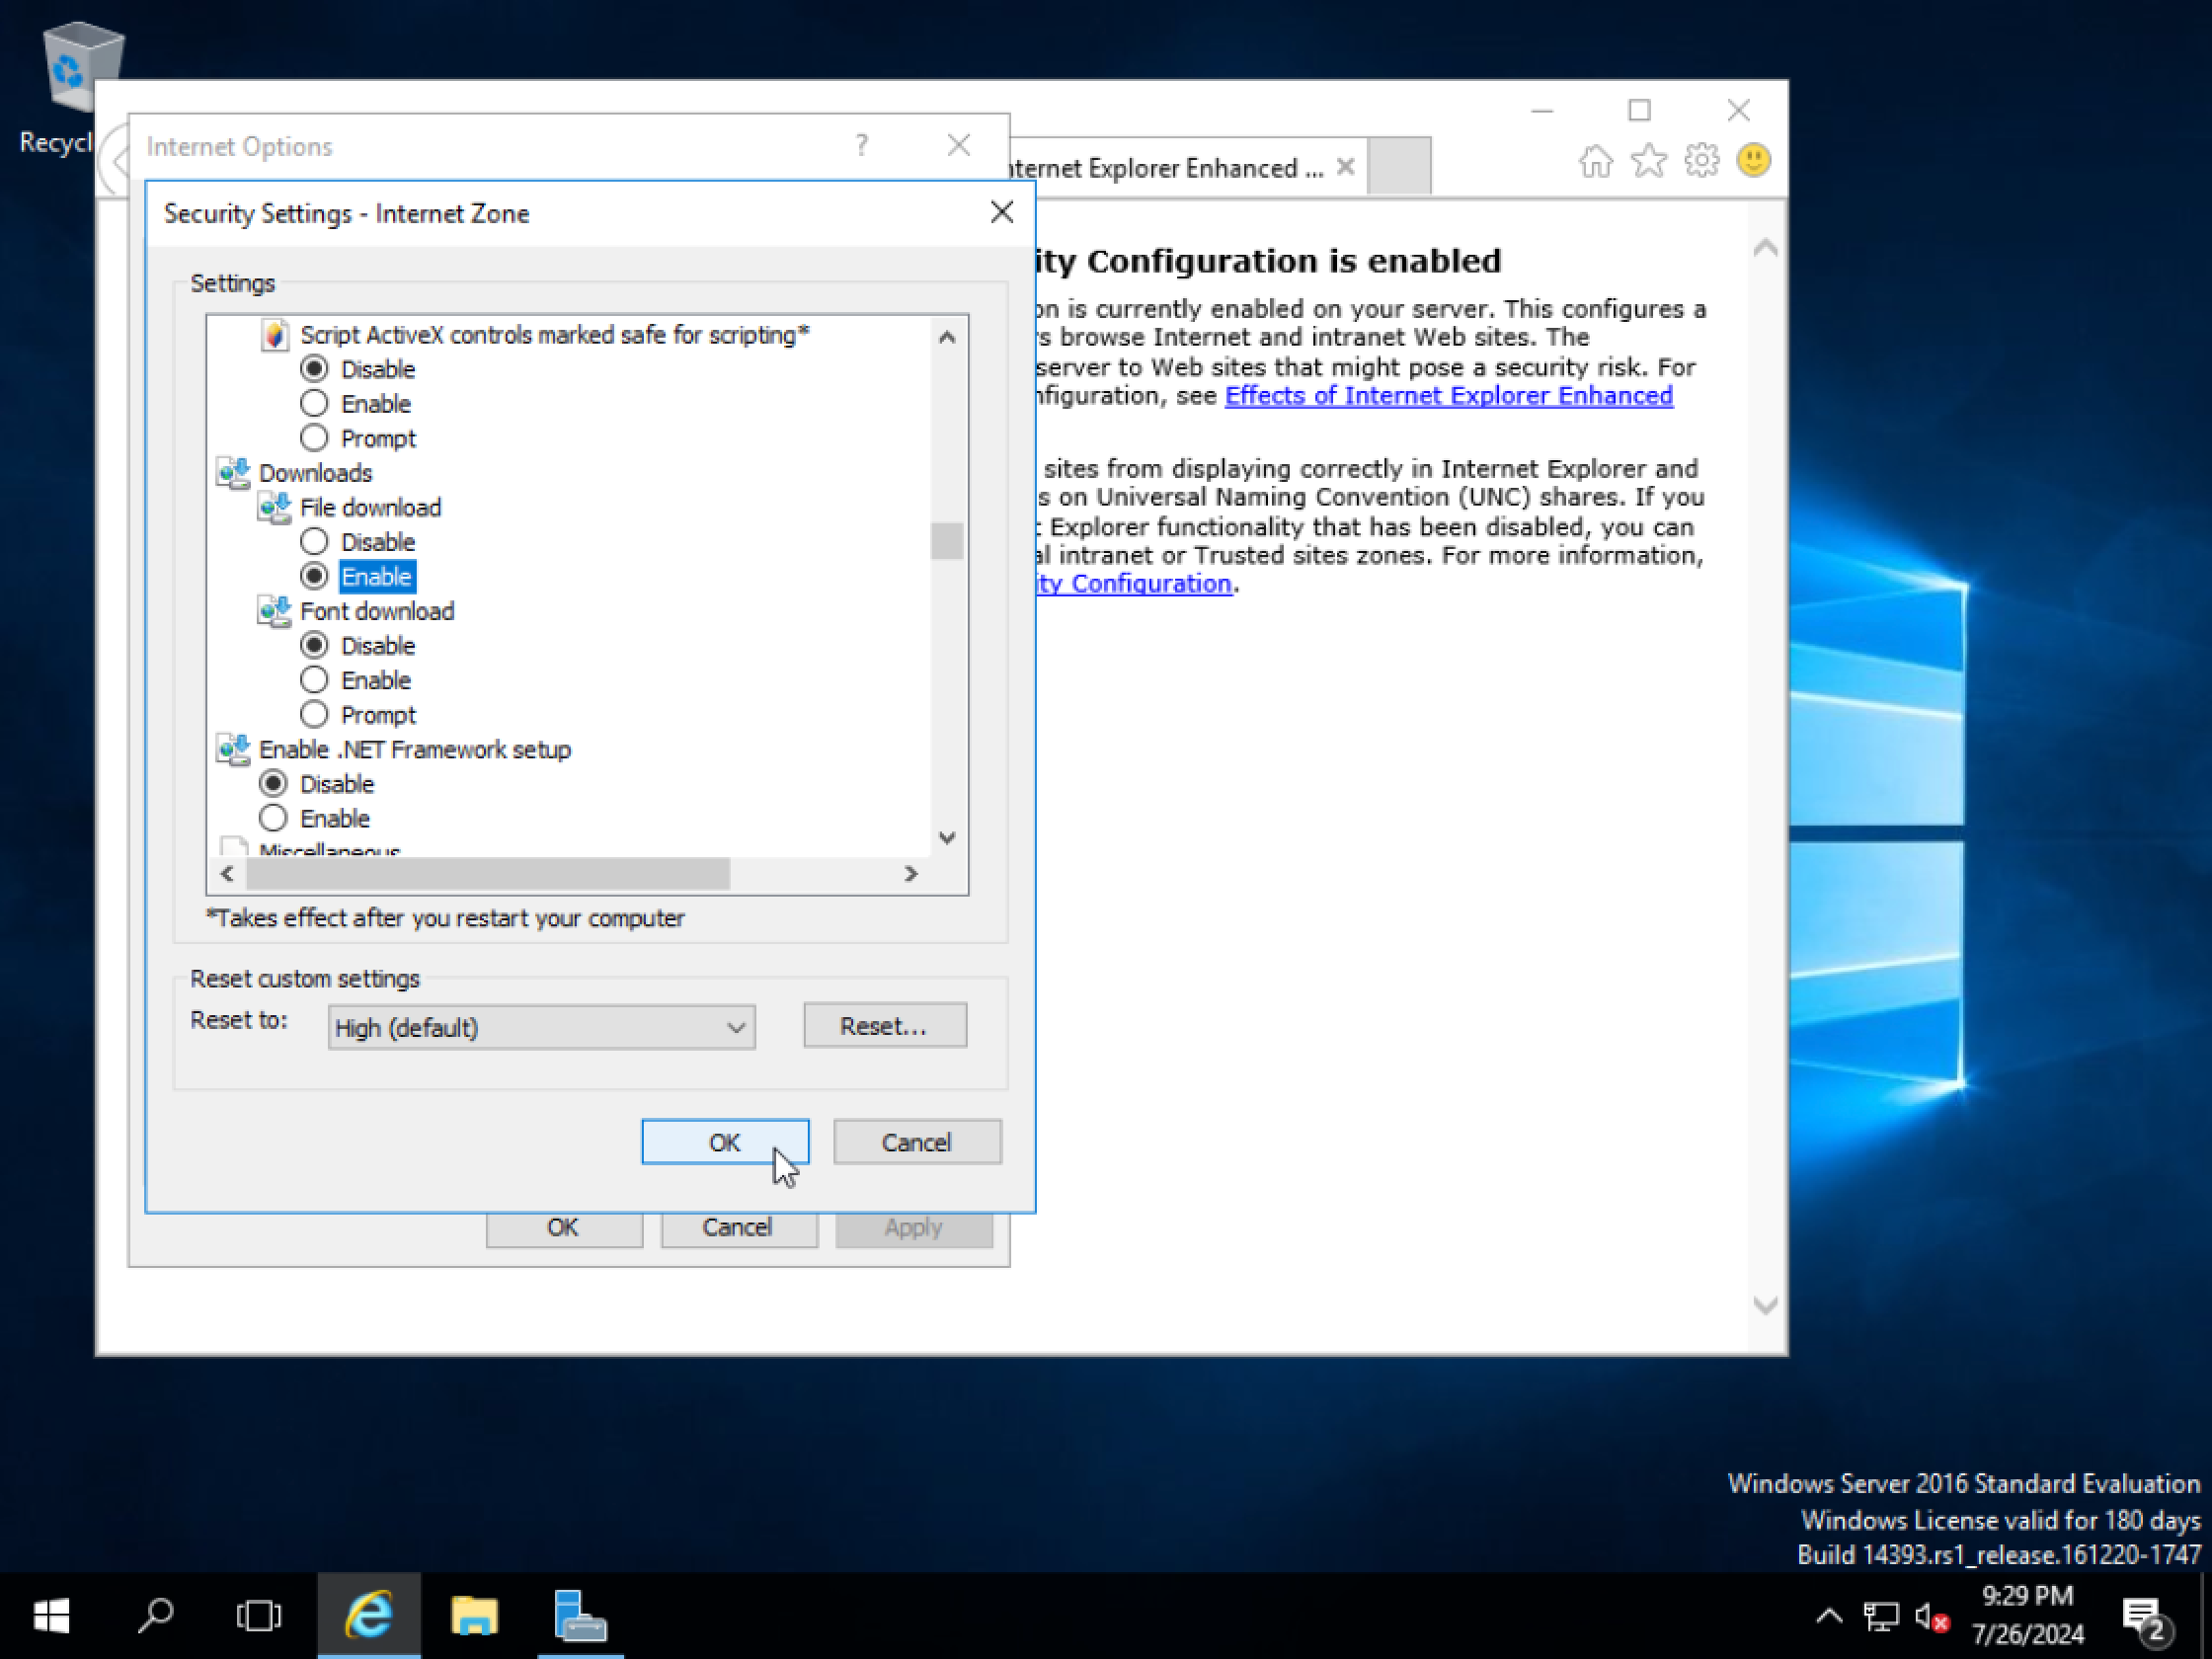 Recycl
Internet Options
?
nternet Explorer Enhanced ...
Security Settings - Internet Zone
Settings
Script ActiveX controls marked safe for scripting*
Disable
Enable
Prompt
Downloads
File download
Disable
Enable
Font download
Disable
Enable
Prompt
Enable .NET Framework setup
Disable
Enable
Miscellaneous
*Takes effect after you restart your computer
Reset custom settings
Reset to:
High (default)
Reset...
OK
Cancel
OK
Cancel
Apply
ity Configuration is enabled
on is currently enabled on your server. This configures a
rs browse Internet and intranet Web sites. The
server to Web sites that might pose a security risk. For
nfiguration, see Effects of Internet Explorer Enhanced
sites from displaying correctly in Internet Explorer and
s on Universal Naming Convention (UNC) shares. If you
t Explorer functionality that has been disabled, you can
al intranet or Trusted sites zones. For more information,
ity Configuration.
Windows Server 2016 Standard Evaluation
Windows License valid for 180 days
Build 14393.rs1_release.161220-1747
9:29 PM
7/26/2024
2